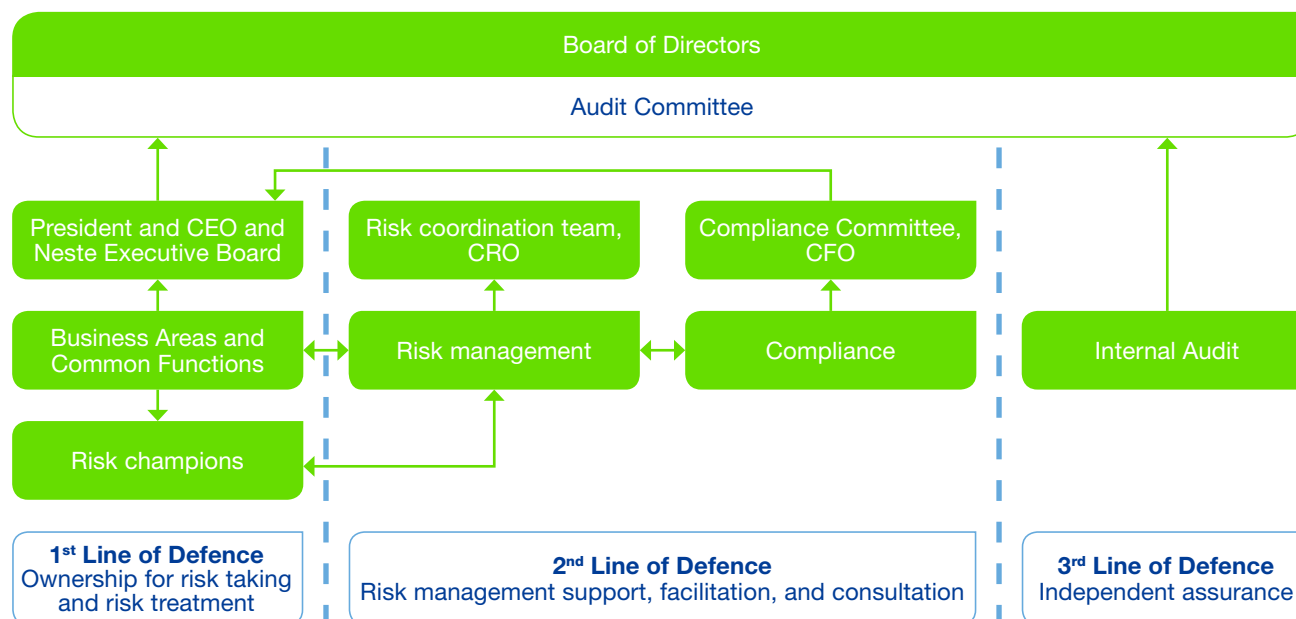 Board of Directors
Audit Committee
President and CEO and
Neste Executive Board
Risk coordination team,
CRO
Compliance Committee,
CFO
Business Areas and
Common Functions
Risk management
Compliance
Internal Audit
Risk champions
1st Line of Defence
Ownership for risk taking
and risk treatment
2nd Line of Defence
Risk management support, facilitation, and consultation
3rd Line of Defence
Independent assurance